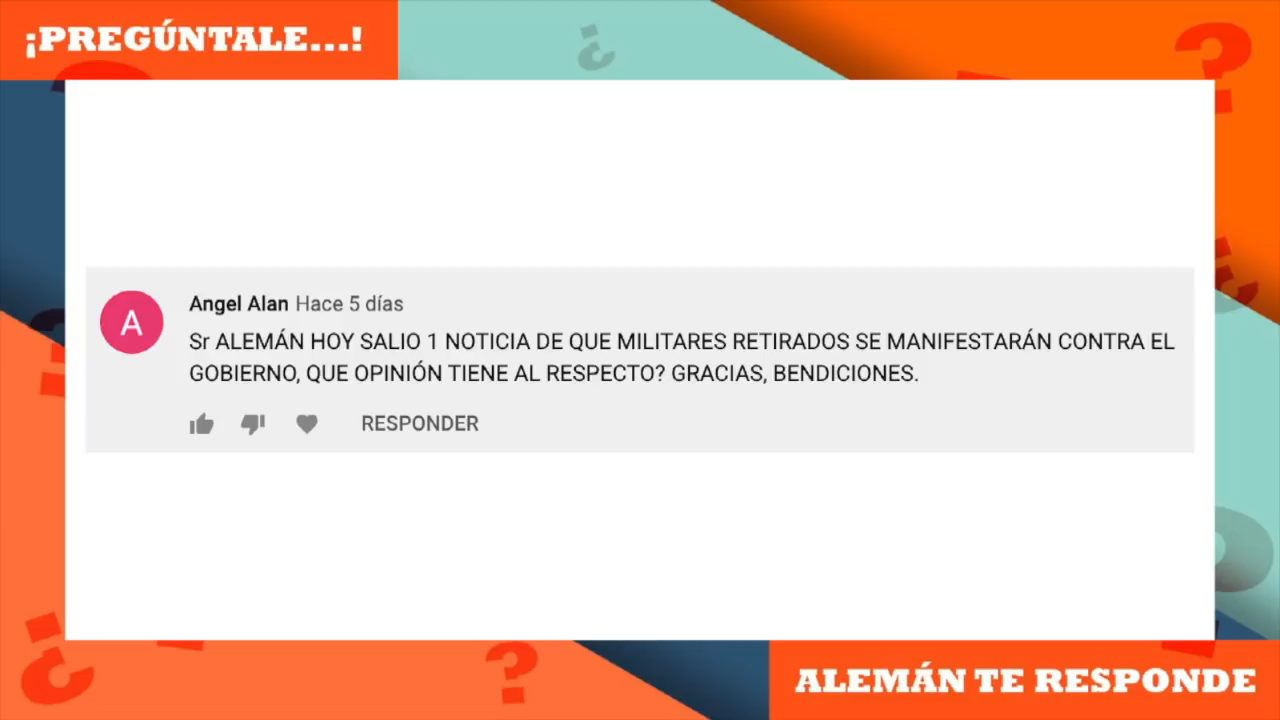 ¡PREGÚNTALE...!
A
Angel Alan Hace 5 días
Sr ALEMÁN HOY SALIO 1 NOTICIA DE QUE MILITARES RETIRADOS SE MANIFESTARÁN CONTRA EL
GOBIERNO, QUE OPINIÓN TIENE AL RESPECTO? GRACIAS, BENDICIONES.
RESPONDER
ALEMÁN TE RESPONDE